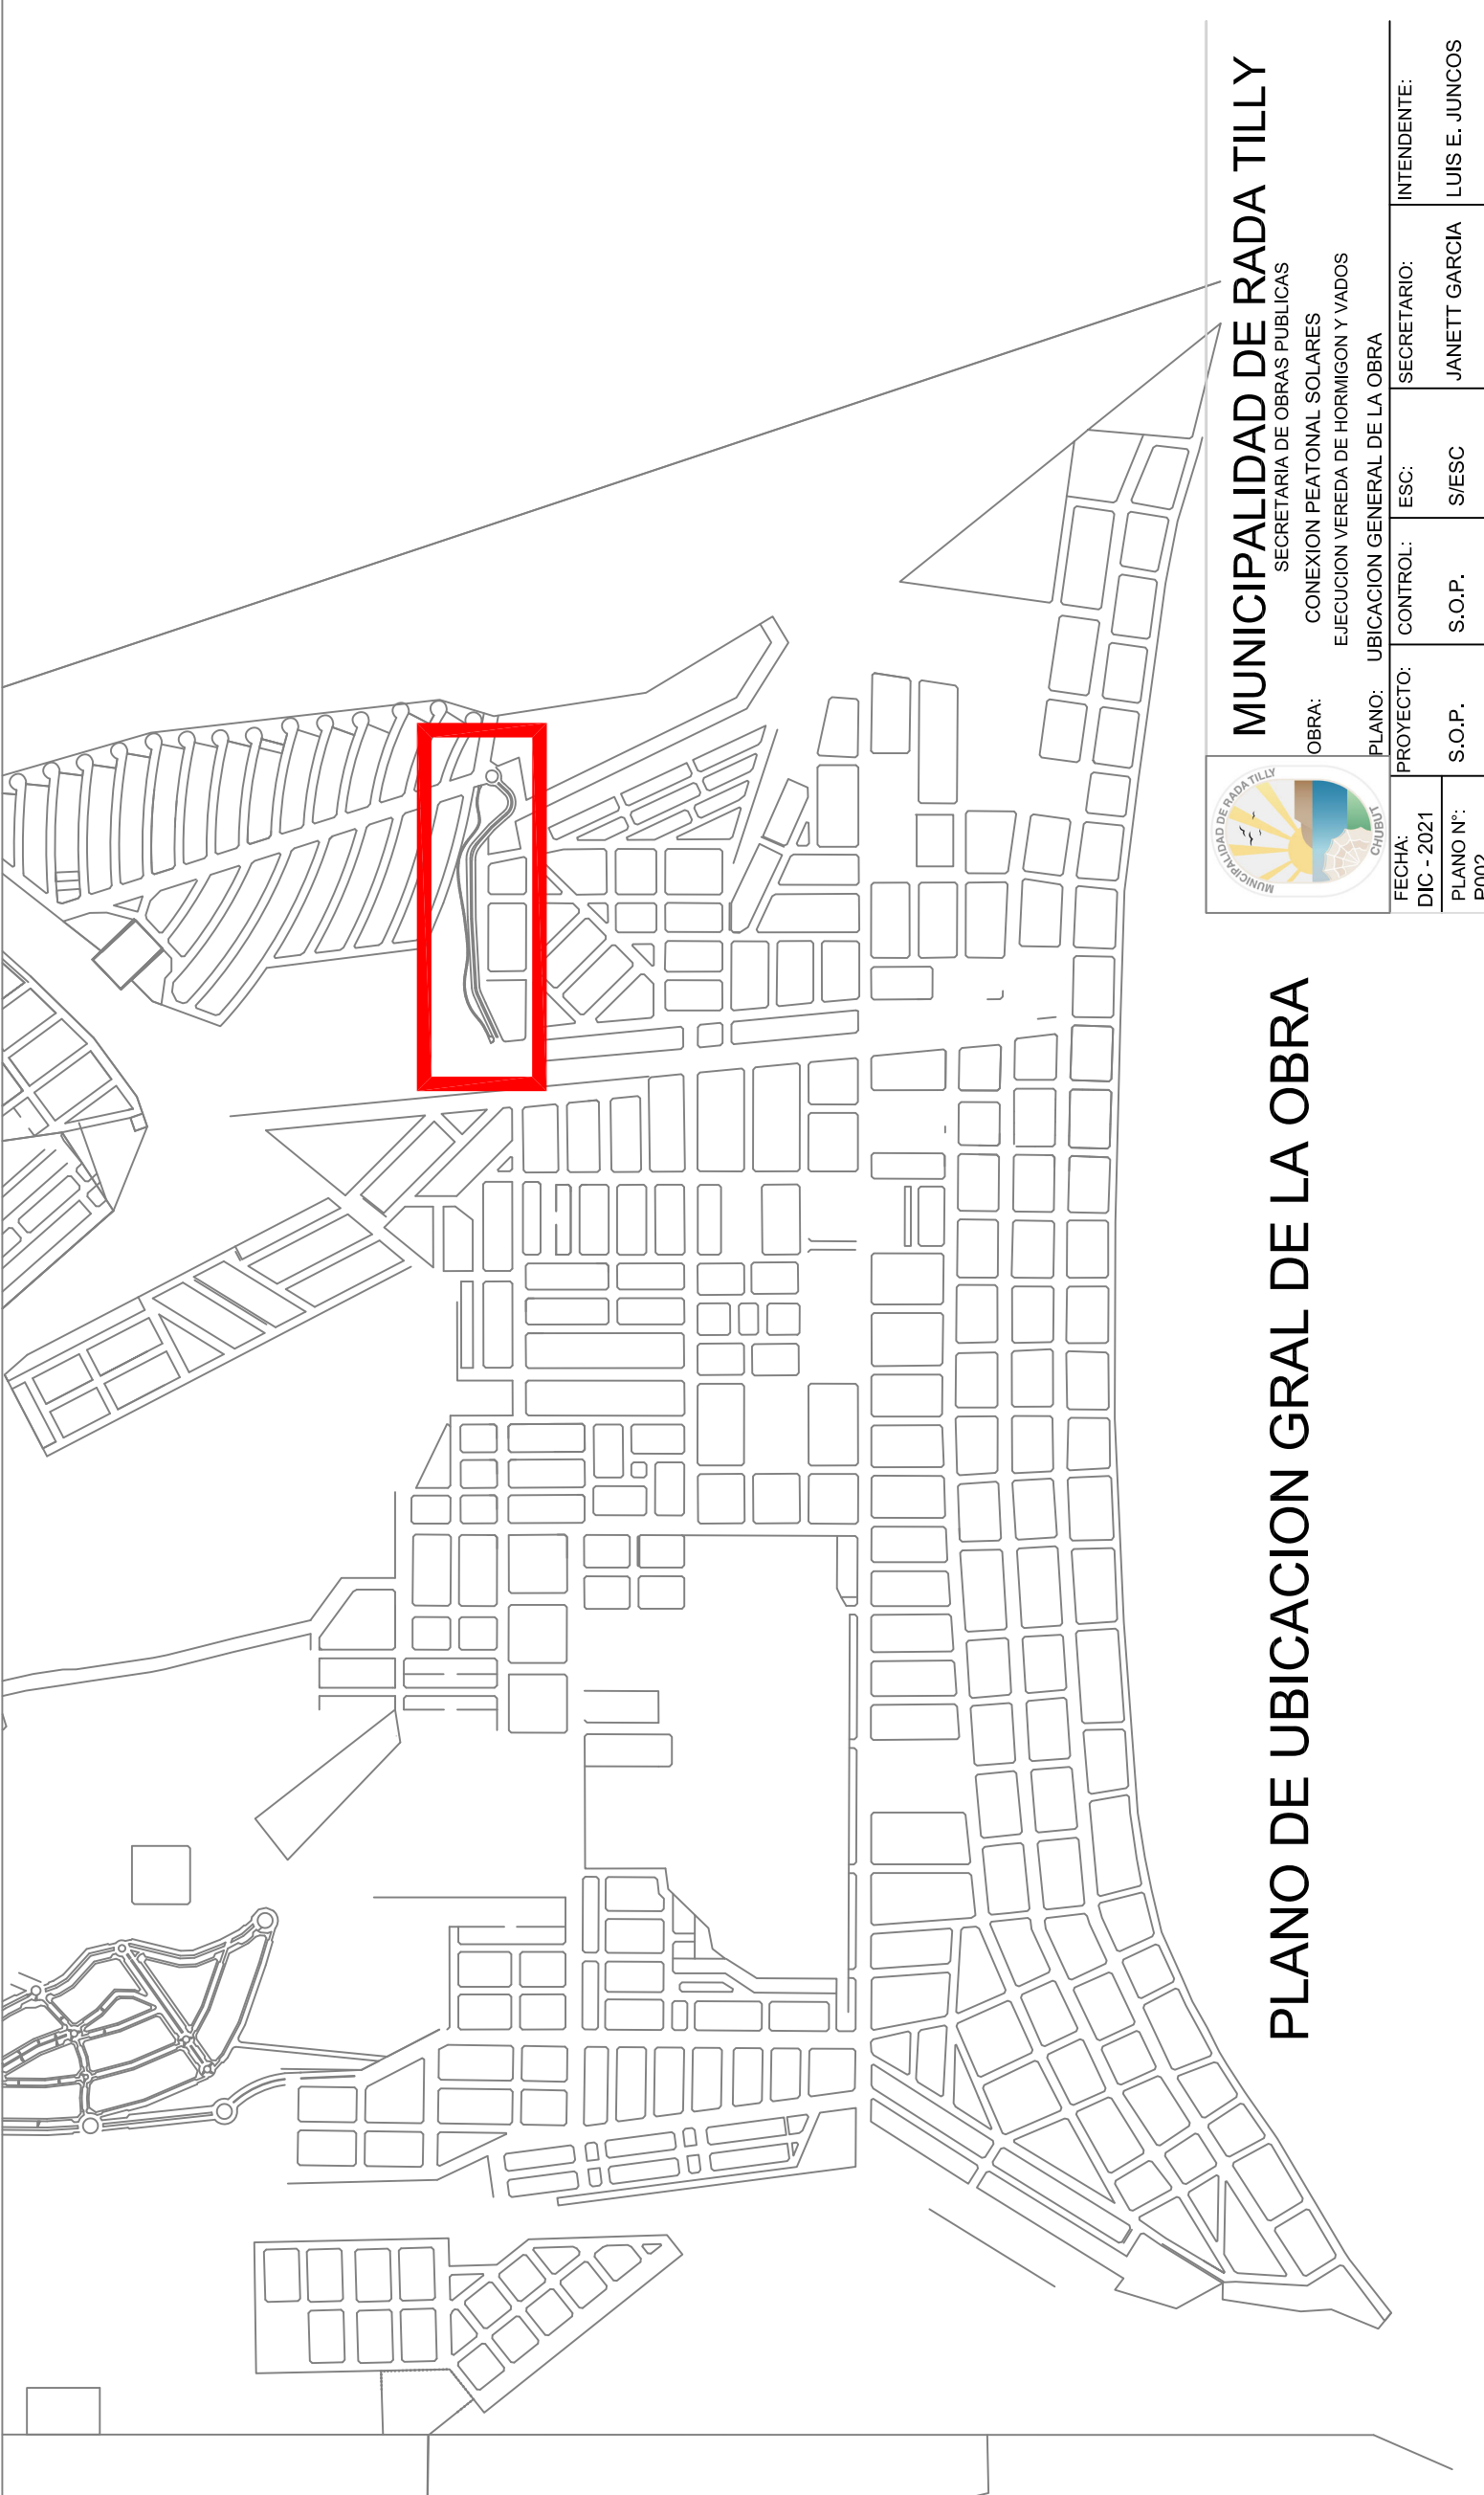 PLANO DE UBICACION GRAL DE LA OBRA
MUNICIPALIDAD DE RADA TILLY
CHUBUT
MUNICIPALIDAD DE RADA TILLY
SECRETARIA DE OBRAS PUBLICAS
OBRA: CONEXION PEATONAL SOLARES
EJECUCION VEREDA DE HORMIGON Y VADOS
PLANO: UBICACION GENERAL DE LA OBRA
FECHA: PROYECTO: CONTROL: ESC: SECRETARIO: INTENDENTE:
DIC - 2021
S.O.P. S.O.P. S/ESC JANETT GARCIA LUIS E. JUNCOS
PLANO N°:
P002